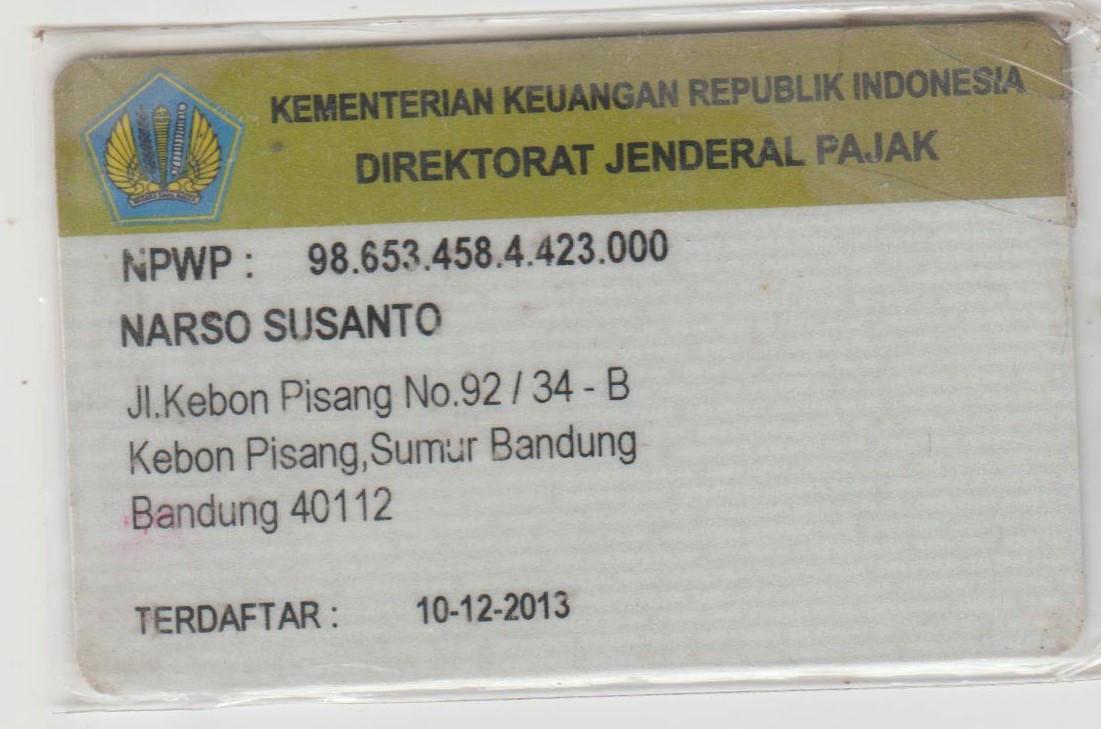 KEMENTERIAN KEUANGAN REPUBLIK INDONESIA
DIREKTORAT JENDERAL PAJAK
NPWP : 98.653.458.4.423.000
NARSO SUSANTO
Jl.Kebon Pisang No.92 / 34 - B
Kebon Pisang,Sumur Bandung
Bandung 40112
TERDAFTAR : 10-12-2013